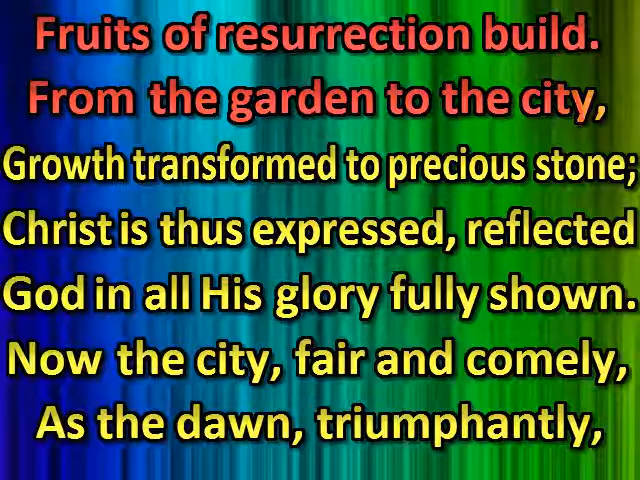 Fruits of resurrection build.
From the garden to the city,
Growth transformed to precious stone;
Christ is thus expressed, reflected
God in all His glory fully shown.
Now the city, fair and comely,
As the dawn, triumphantly,